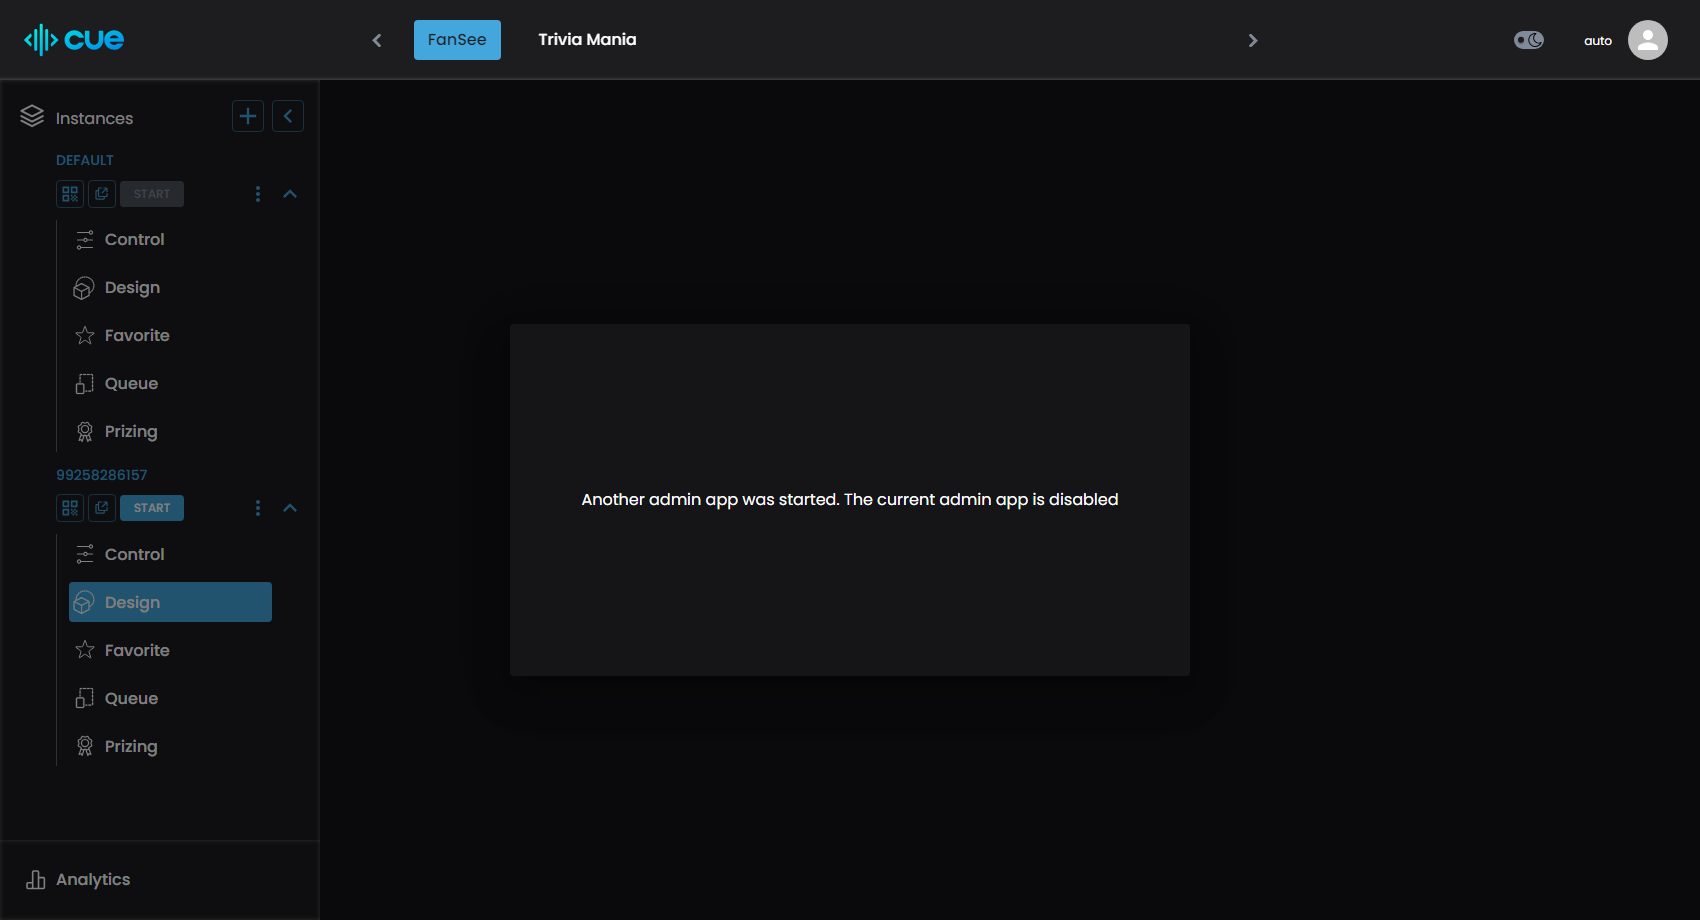 cue
FanSee
Trivia Mania
auto
Instances
DEFAULT
START
Control
Design
Favorite
Queue
Prizing
99258286157
START
Control
Design
Favorite
Queue
Prizing
Another admin app was started. The current admin app is disabled
Analytics